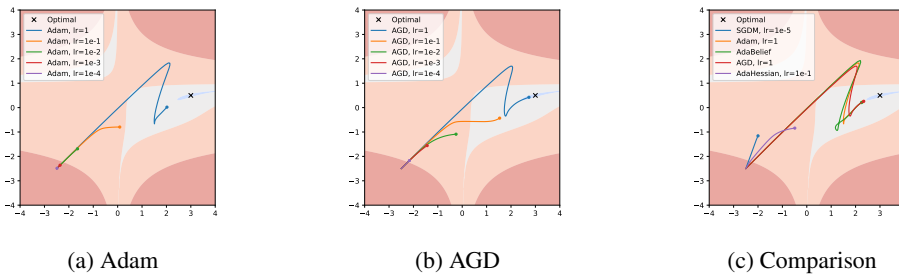 Optimal
Adam, lr=1
Adam, lr=1e-1
Adam, lr=1e-2
Adam, lr=1e-3
Adam, lr=1e-4
4
3
2
1
0
−1
−2
−3
−4
−4 −3 −2 −1 0 1 2 3 4
(a) Adam
Optimal
AGD, lr=1
AGD, lr=1e-1
AGD, lr=1e-2
AGD, lr=1e-3
AGD, lr=1e-4
4
3
2
1
0
−1
−2
−3
−4
−4 −3 −2 −1 0 1 2 3 4
(b) AGD
Optimal
SGDM, lr=1e-5
Adam, lr=1
AdaBelief
AGD, lr=1
AdaHessian, lr=1e-1
4
3
2
1
0
−1
−2
−3
−4
−4 −3 −2 −1 0 1 2 3
(c) Comparison